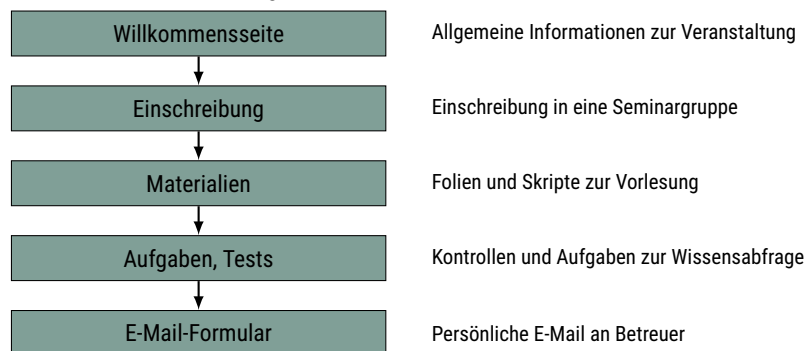 Willkommensseite
Allgemeine Informationen zur Veranstaltung
Einschreibung
Einschreibung in eine Seminargruppe
Materialien
Folien und Skripte zur Vorlesung
Aufgaben, Tests
Kontrollen und Aufgaben zur Wissensabfrage
E-Mail-Formular
Persönliche E-Mail an Betreuer